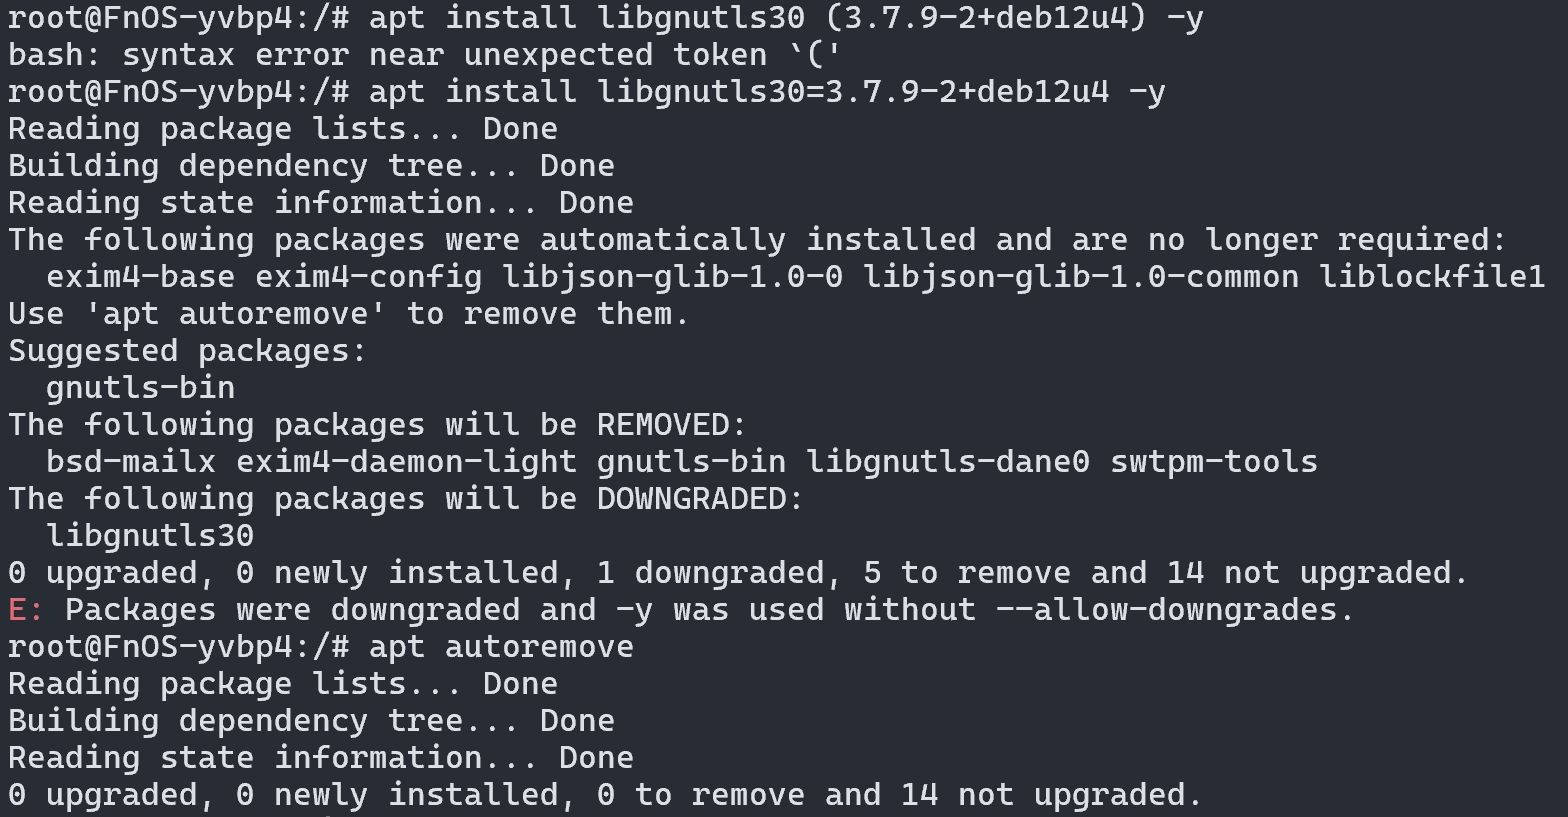 root@FnOS-yvbp4:/# apt install libgnutls30 (3.7.9-2+deb12u4) -y
bash: syntax error near unexpected token `('
root@FnOS-yvbp4:/# apt install libgnutls30=3.7.9-2+deb12u4 -y
Reading package lists... Done
Building dependency tree... Done
Reading state information... Done
The following packages were automatically installed and are no longer required:
  exim4-base exim4-config libjson-glib-1.0-0 libjson-glib-1.0-common liblockfile1
Use 'apt autoremove' to remove them.
Suggested packages:
  gnutls-bin
The following packages will be REMOVED:
  bsd-mailx exim4-daemon-light gnutls-bin libgnutls-dane0 swtpm-tools
The following packages will be DOWNGRADED:
  libgnutls30
0 upgraded, 0 newly installed, 1 downgraded, 5 to remove and 14 not upgraded.
E: Packages were downgraded and -y was used without --allow-downgrades.
root@FnOS-yvbp4:/# apt autoremove
Reading package lists... Done
Building dependency tree... Done
Reading state information... Done
0 upgraded, 0 newly installed, 0 to remove and 14 not upgraded.